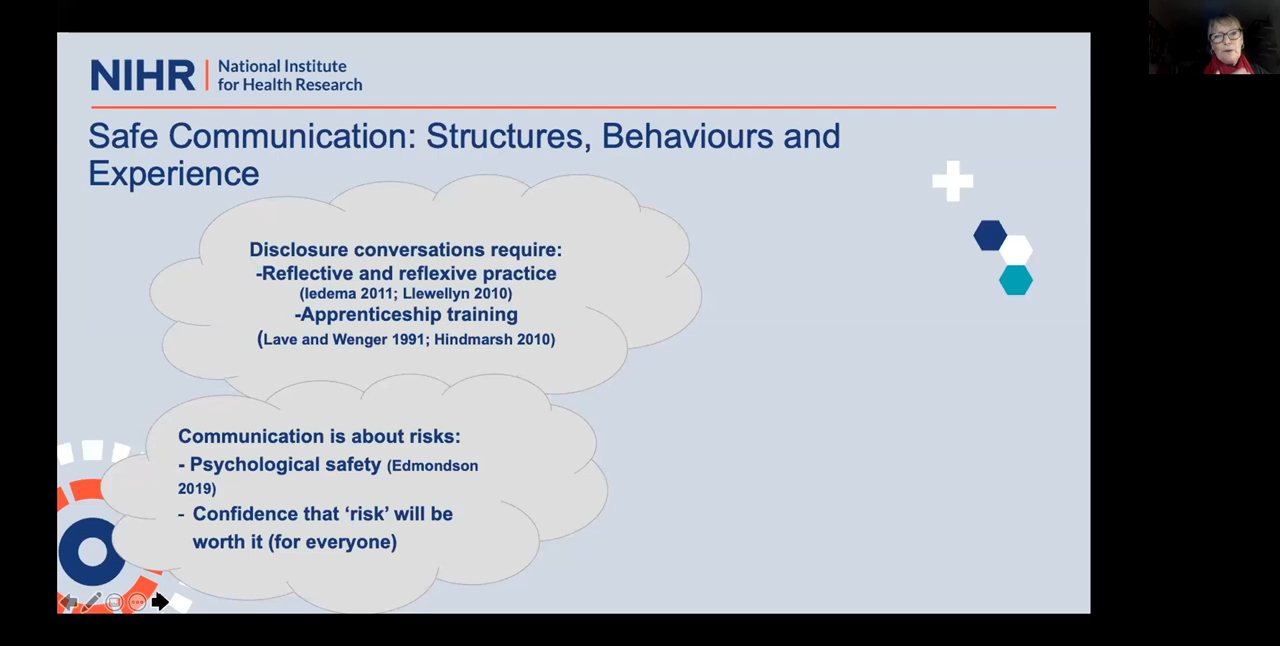 NIHR
National Institute
for Health Research
Safe Communication: Structures, Behaviours and
Experience
Disclosure conversations require:
-Reflective and reflexive practice
(Iedema 2011; Llewellyn 2010)
-Apprenticeship training
(Lave and Wenger 1991; Hindmarsh 2010)
Communication is about risks:
- Psychological safety (Edmondson
2019)
- Confidence that ‘risk’ will be
worth it (for everyone)